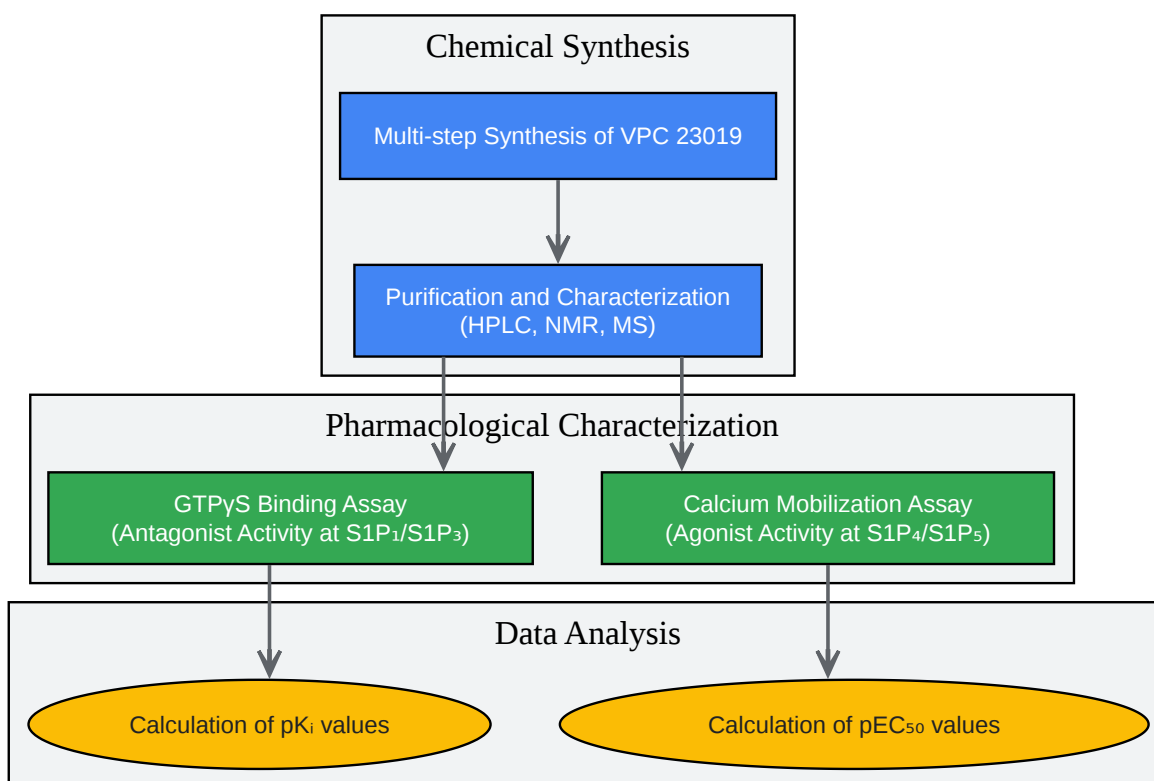 Chemical Synthesis
Multi-step Synthesis of VPC 23019
Purification and Characterization
(HPLC, NMR, MS)
Pharmacological Characterization
GTPγS Binding Assay
(Antagonist Activity at S1P₁/S1P₃)
Calcium Mobilization Assay
(Agonist Activity at S1P₄/S1P₅)
Data Analysis
Calculation of pKᵢ values
Calculation of pEC₅₀ values